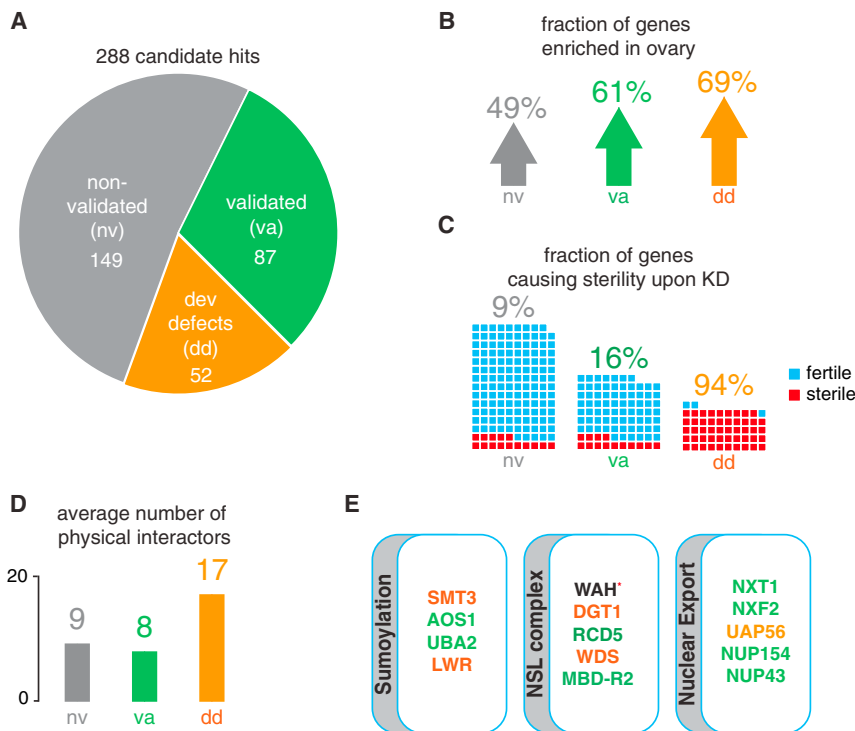 A
288 candidate hits
non-
validated
(nv)
149
validated
(va)
87
dev
defects
(dd)
52
B
fraction of genes
enriched in ovary
49%
61%
69%
nv
va
dd
C
fraction of genes
causing sterility upon KD
9%
16%
94%
fertile
sterile
nv
va
dd
D
average number of
physical interactors
20
0
9
8
17
nv
va
dd
E
Sumoylation
SMT3
AOS1
UBA2
LWR
NSL complex
WAH*
DGT1
RCD5
WDS
MBD-R2
Nuclear Export
NXT1
NXF2
UAP56
NUP154
NUP43